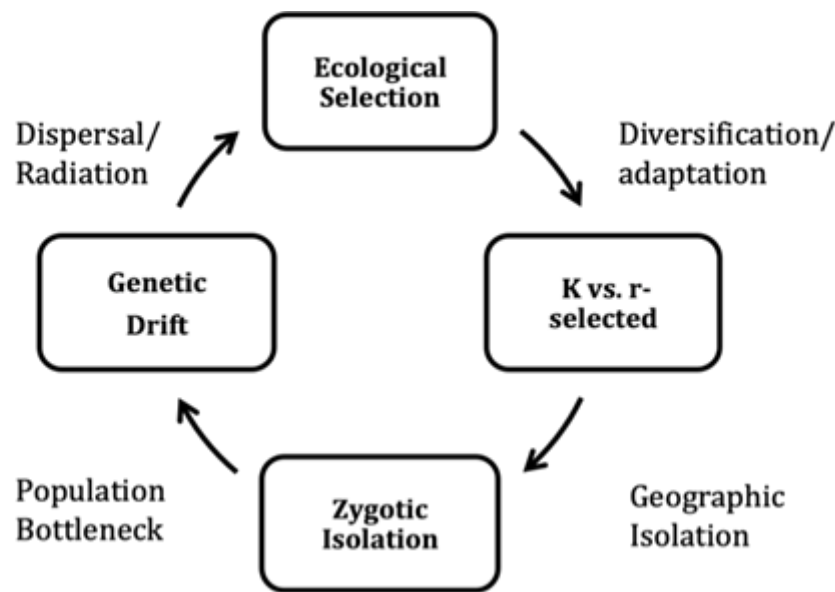 Ecological
Selection
Dispersal/
Radiation
Diversification/
adaptation
Genetic
Drift
K vs. r-
selected
Population
Bottleneck
Zygotic
Isolation
Geographic
Isolation